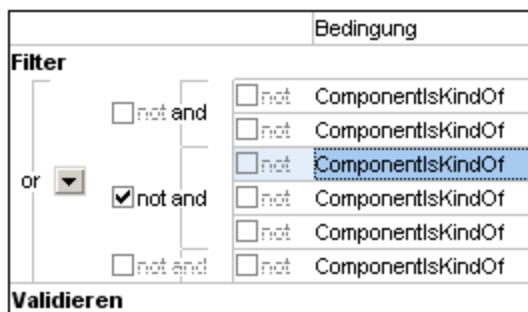 Bedingung
Filter
not ComponentIsKindOf
not and
not ComponentIsKindOf
not ComponentIsKindOf
or
not and
not ComponentIsKindOf
not ComponentIsKindOf
not and not ComponentIsKindOf
Validieren